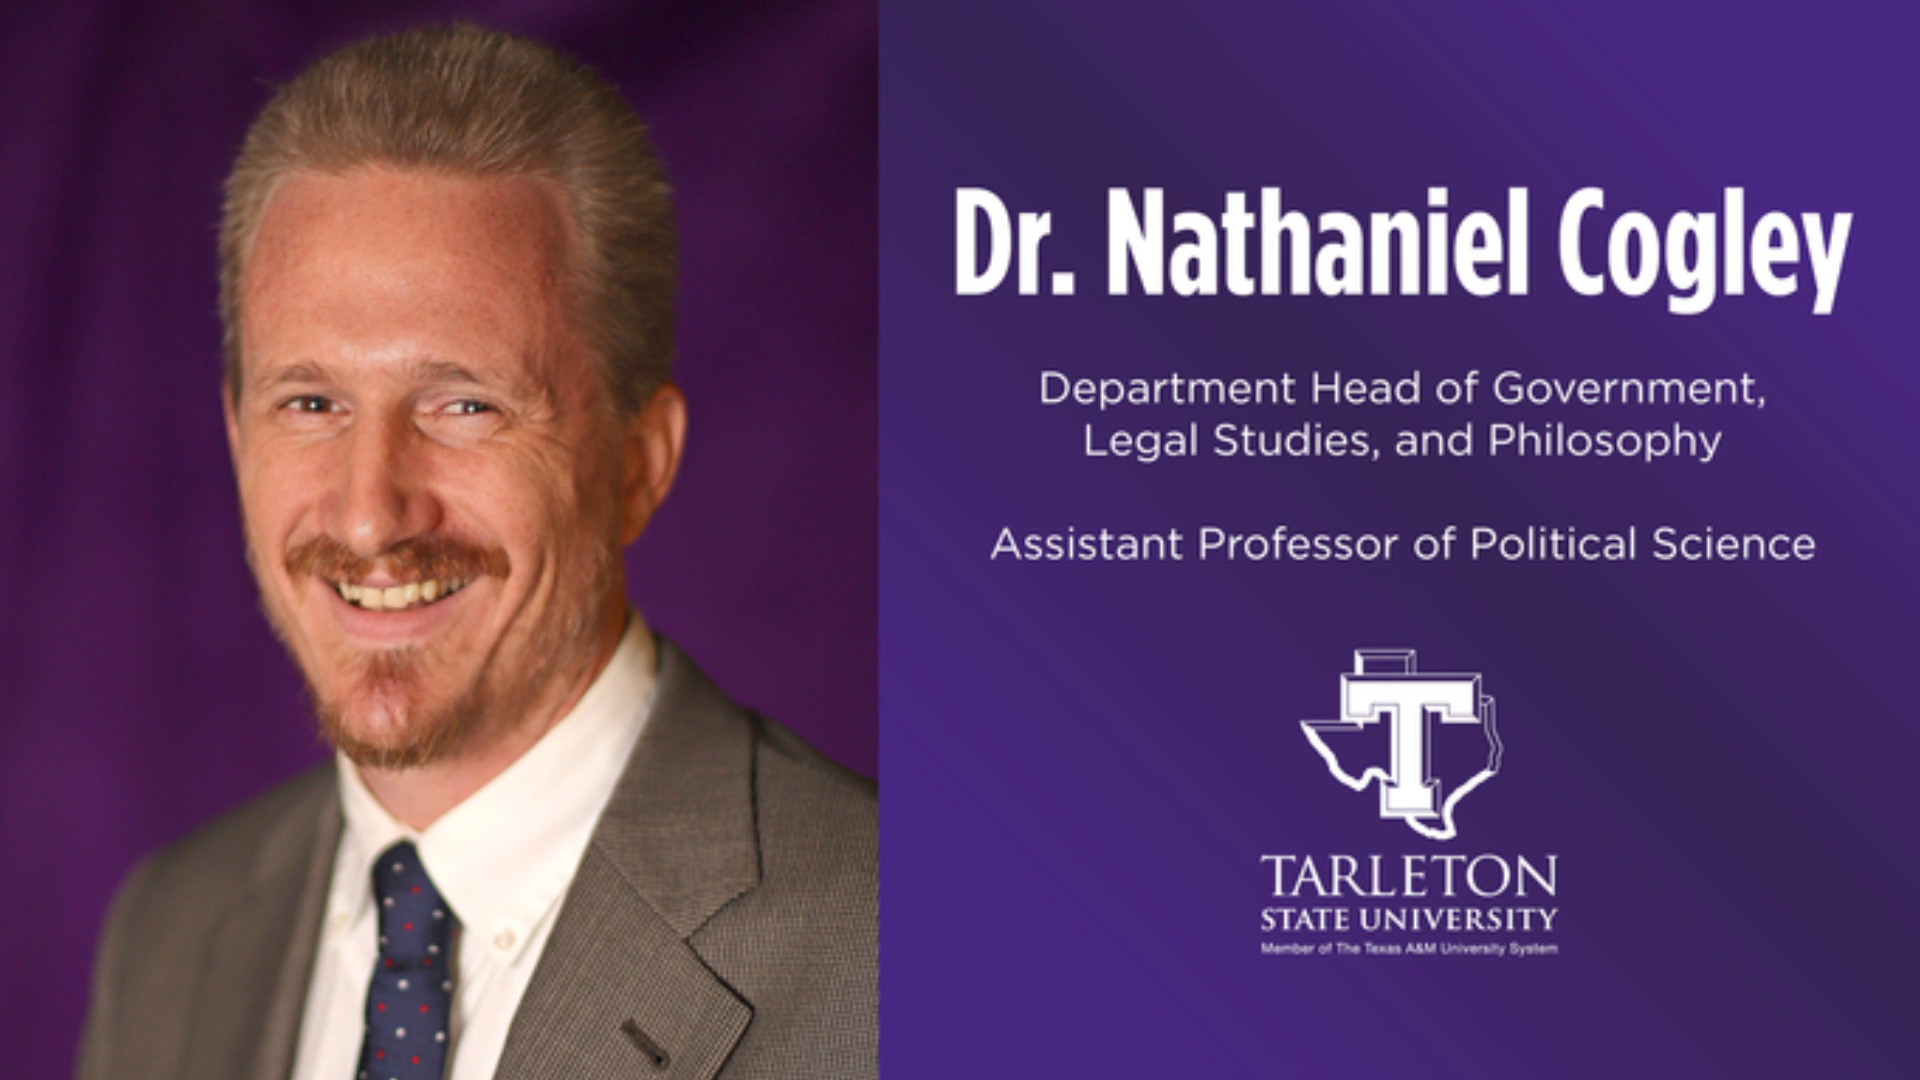 Dr. Nathaniel Cogley
Department Head of Government,
Legal Studies, and Philosophy
Assistant Professor of Political Science
T
TARLETON
STATE UNIVERSITY
Member of The Texas A&M University System